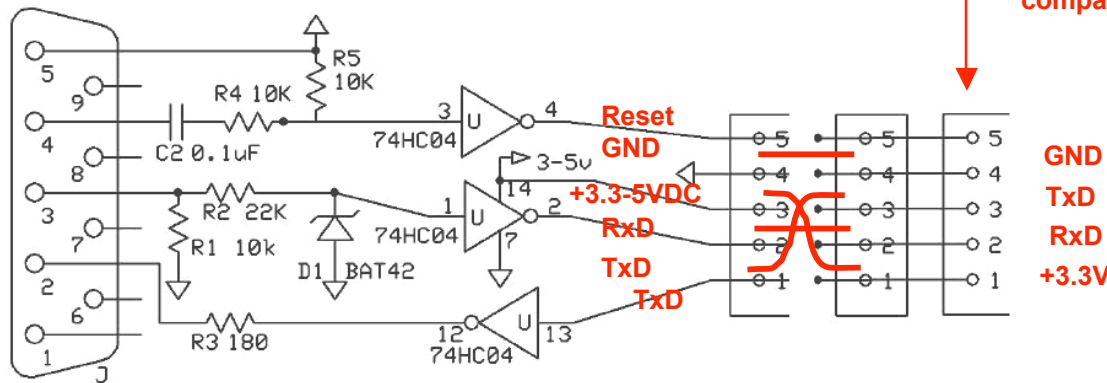 compa
5
9
4
8
3
7
2
6
1
J
R5
10K
R4 10K
C2 0.1uF
3
U
4
74HC04
Reset
GND
3-5v
14
+3.3-5VDC
R2 22K
1
U
2
74HC04
7
RxD
R1 10k
D1 BAT42
TxD
TxD
R3 180
12
U
13
74HC04
5
4
3
2
1
5
4
3
2
1
5
4
3
2
1
GND
TxD
RxD
+3.3V